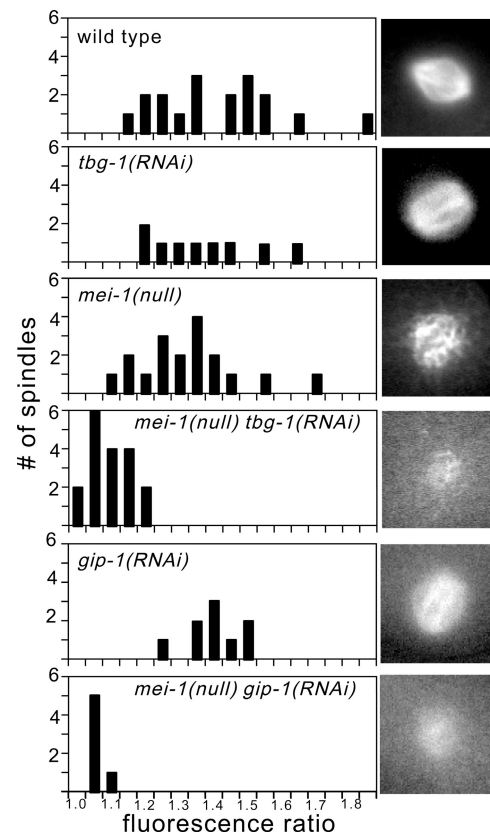 # of spindles
6
wild type
4
2
6
tbg-1(RNAi)
4
2
6
mei-1(null)
4
2
6
mei-1(null) tbg-1(RNAi)
4
2
6
gip-1(RNAi)
4
2
6
mei-1(null) gip-1(RNAi)
4
2
1.0 1.1 1.2 1.3 1.4 1.5 1.6 1.7 1.8
fluorescence ratio